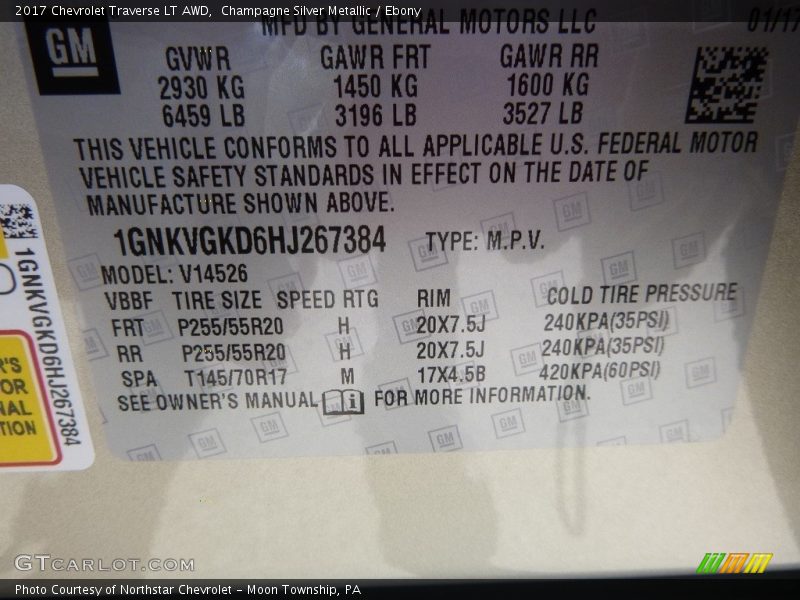 2017 Chevrolet Traverse LT AWD, Champagne Silver Metallic / Ebony
MFD BY GENERAL MOTORS LLC 01/17
GM
GVWR GAWR FRT GAWR RR
2930 KG 1450 KG 1600 KG
6459 LB 3196 LB 3527 LB
THIS VEHICLE CONFORMS TO ALL APPLICABLE U.S. FEDERAL MOTOR
VEHICLE SAFETY STANDARDS IN EFFECT ON THE DATE OF
MANUFACTURE SHOWN ABOVE.
1GNKVGKD6HJ267384 TYPE: M.P.V.
MODEL: V14526
VBBF TIRE SIZE SPEED RTG RIM COLD TIRE PRESSURE
FRT P255/55R20 H 20X7.5J 240KPA(35PSI)
RR P255/55R20 H 20X7.5J 240KPA(35PSI)
SPA T145/70R17 M 17X4.5B 420KPA(60PSI)
SEE OWNER'S MANUAL FOR MORE INFORMATION.
1GNKVGKD6HJ267384
GTCARLOT.COM
Photo Courtesy of Northstar Chevrolet - Moon Township, PA